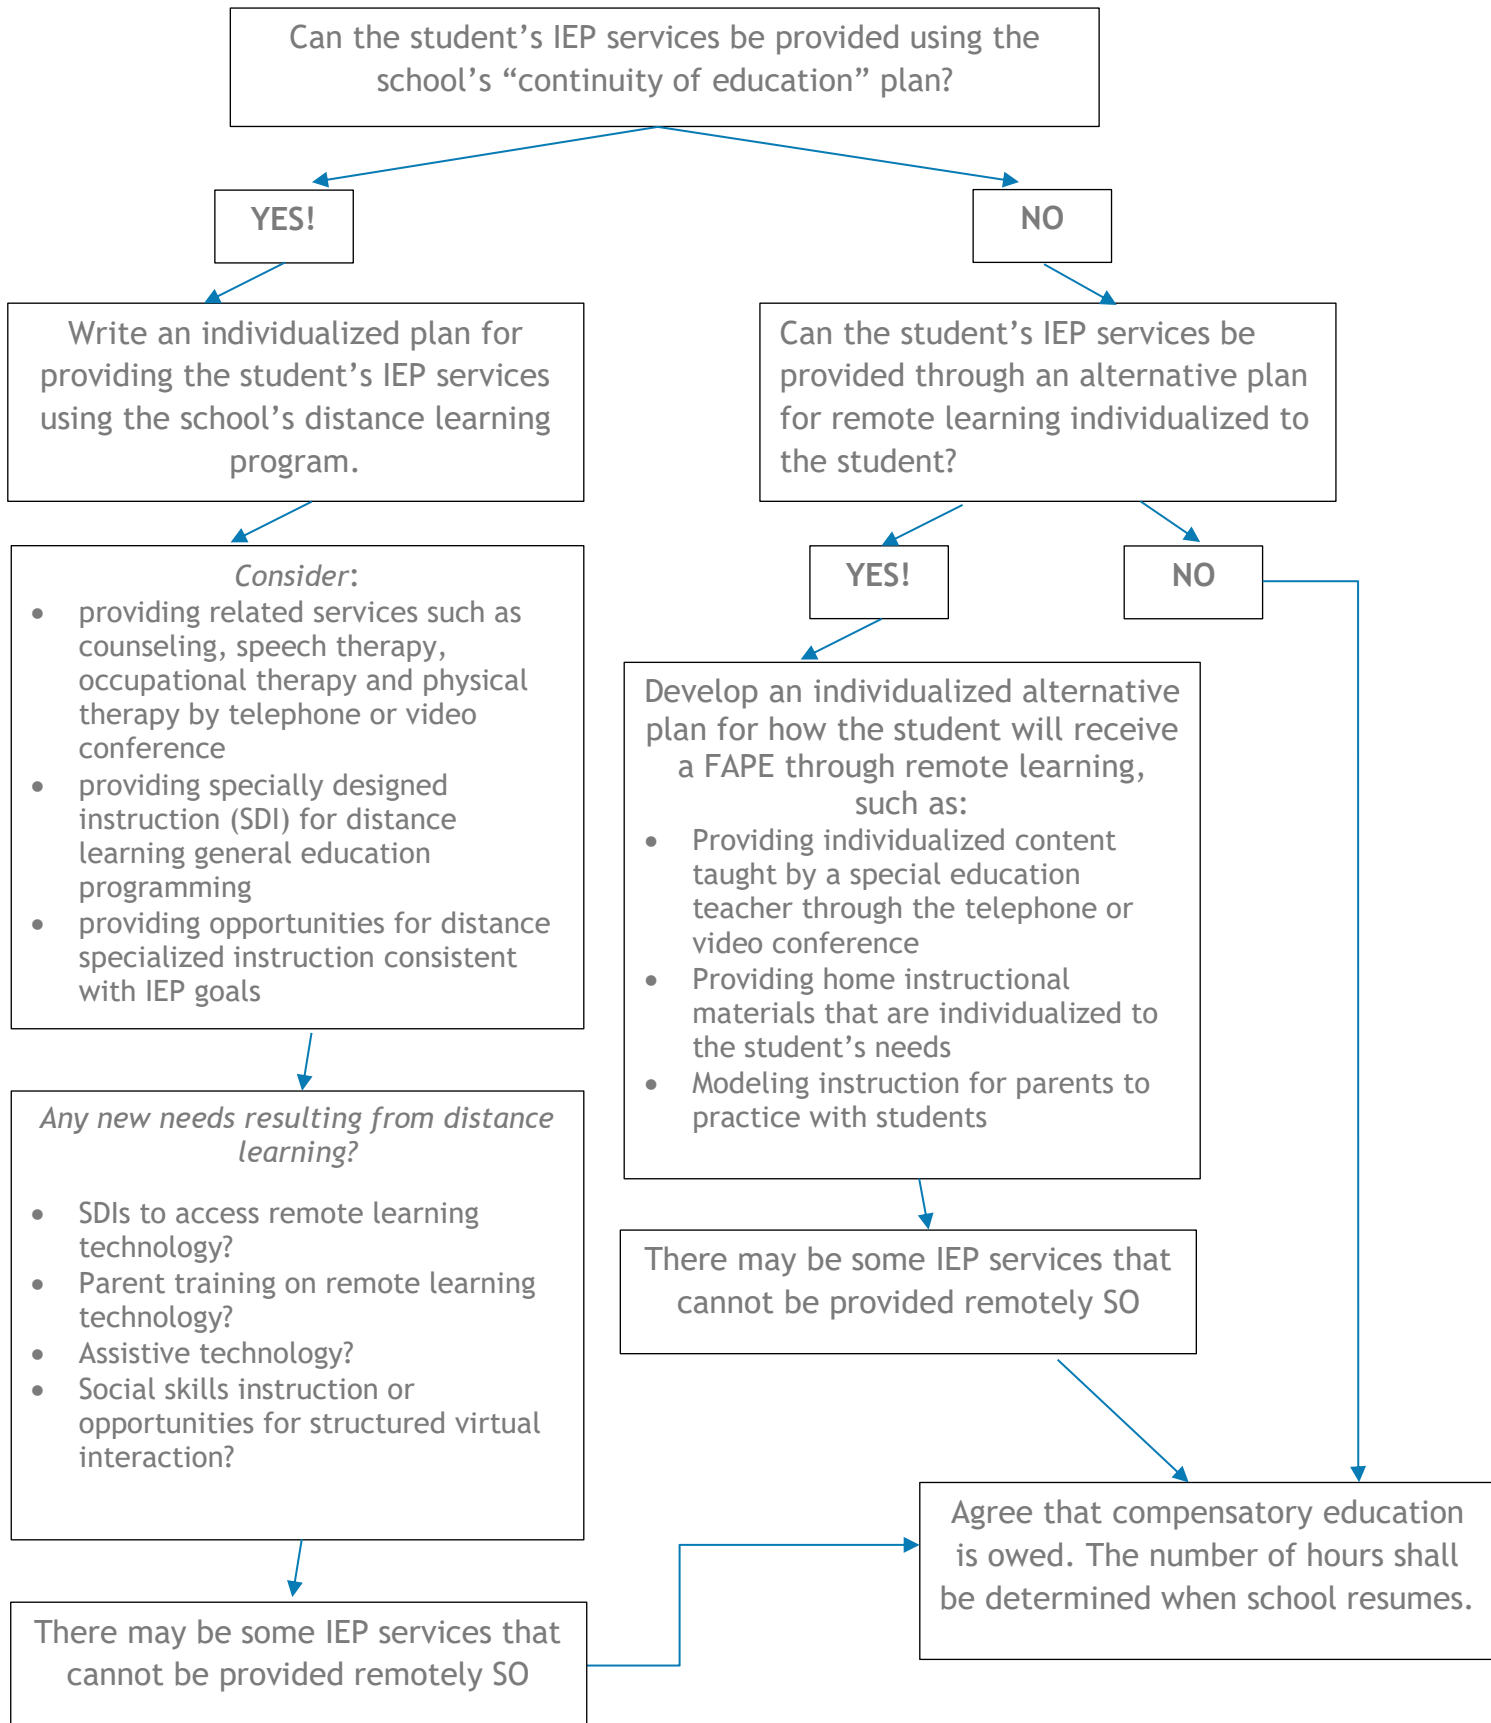 Can the student’s IEP services be provided using the
school’s “continuity of education” plan?
YES!
NO
Write an individualized plan for
providing the student’s IEP services
using the school’s distance learning
program.
Can the student’s IEP services be
provided through an alternative plan
for remote learning individualized to
the student?
Consider:
• providing related services such as
counseling, speech therapy,
occupational therapy and physical
therapy by telephone or video
conference
• providing specially designed
instruction (SDI) for distance
learning general education
programming
• providing opportunities for distance
specialized instruction consistent
with IEP goals
YES!
NO
Develop an individualized alternative
plan for how the student will receive
a FAPE through remote learning,
such as:
• Providing individualized content
taught by a special education
teacher through the telephone or
video conference
• Providing home instructional
materials that are individualized to
the student’s needs
• Modeling instruction for parents to
practice with students
Any new needs resulting from distance
learning?
• SDIs to access remote learning
technology?
• Parent training on remote learning
technology?
• Assistive technology?
• Social skills instruction or
opportunities for structured virtual
interaction?
There may be some IEP services that
cannot be provided remotely SO
Agree that compensatory education
is owed. The number of hours shall
be determined when school resumes.
There may be some IEP services that
cannot be provided remotely SO